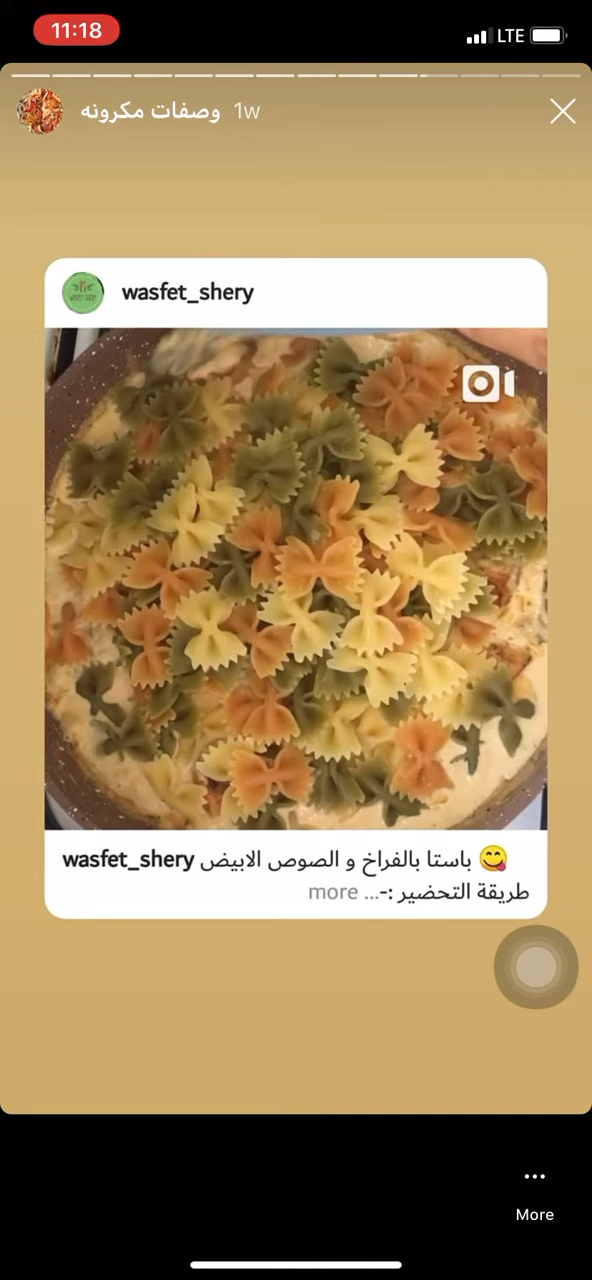 11:18
LTE
وصفات مكرونه 1w
wasfet_shery
wasfet_shery باستا بالفراخ و الصوص الابيض 😋
طريقة التحضير :-... more
More